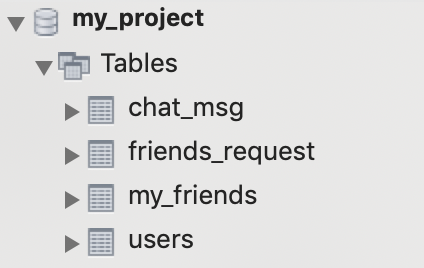 my_project
Tables
chat_msg
friends_request
my_friends
users